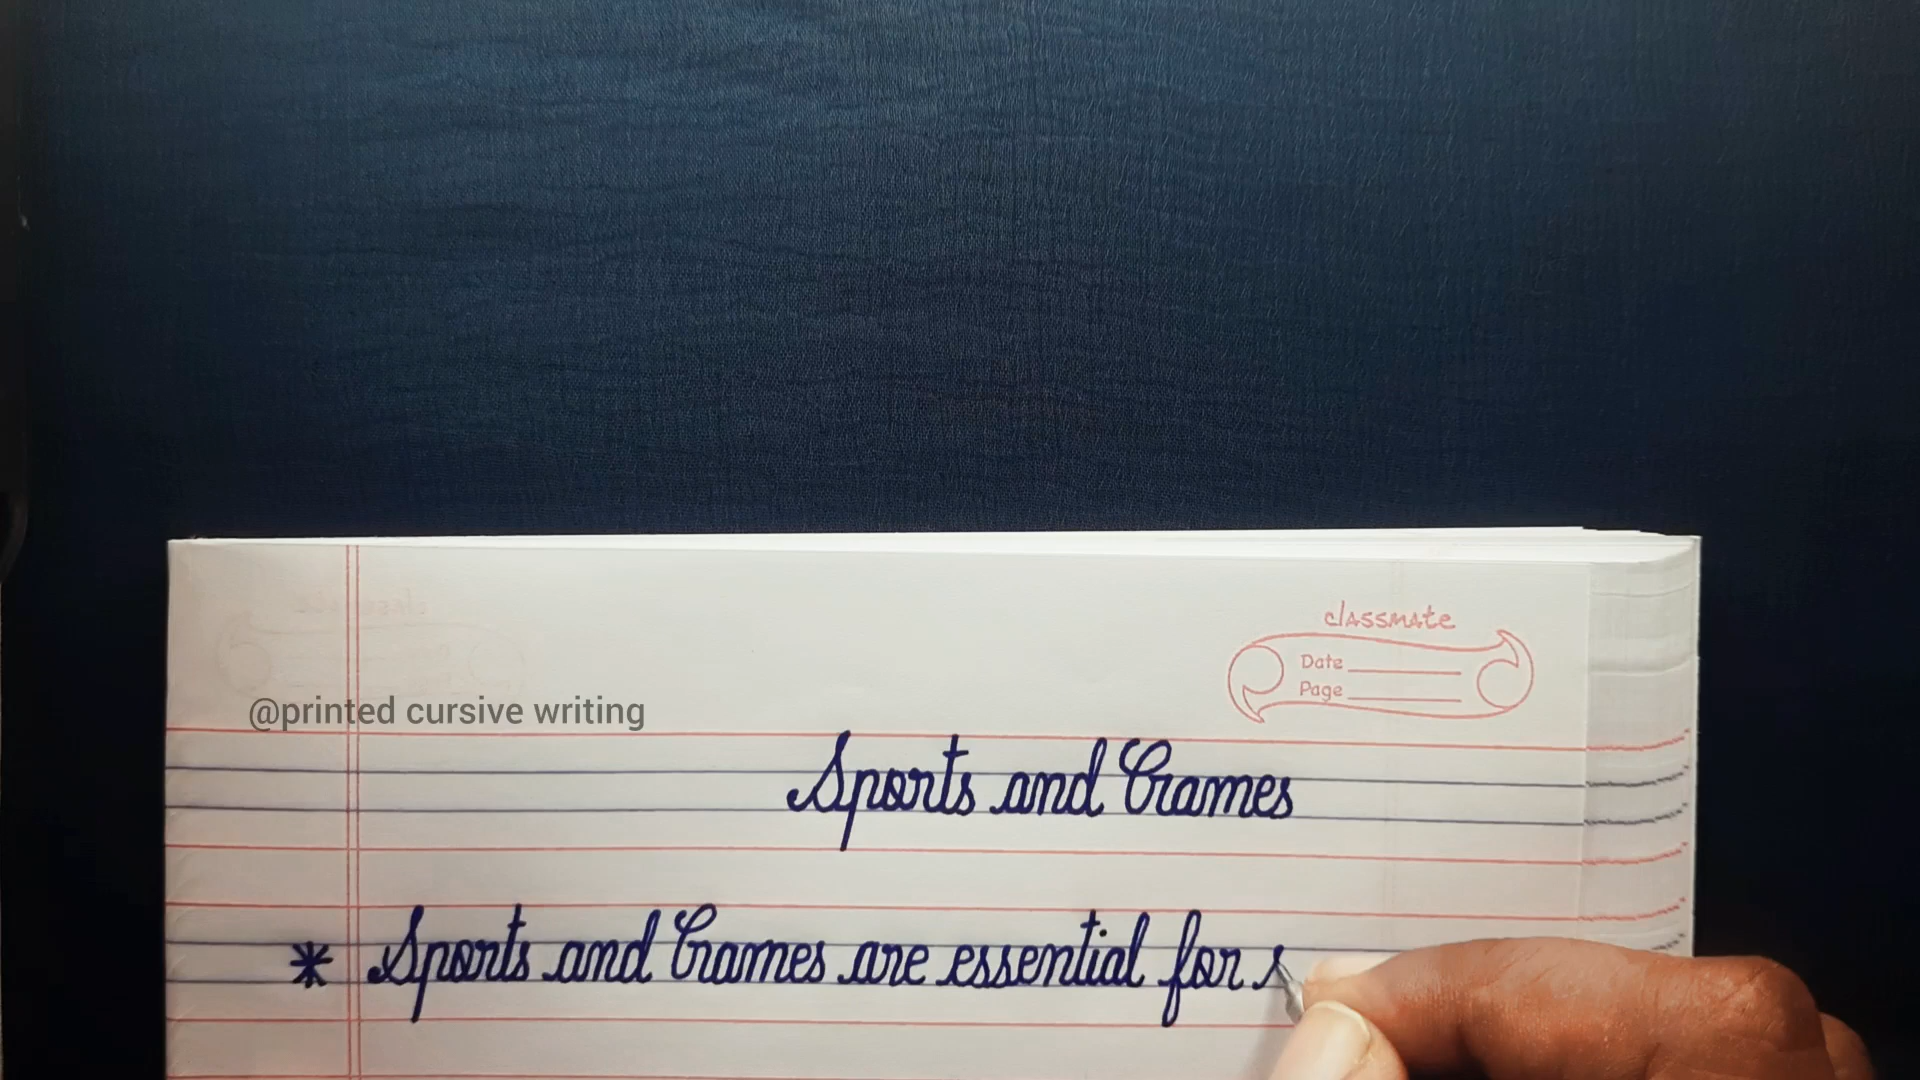 classmate
Date
Page
@printed cursive writing
Sports and Games
* Sports and Games are essential for